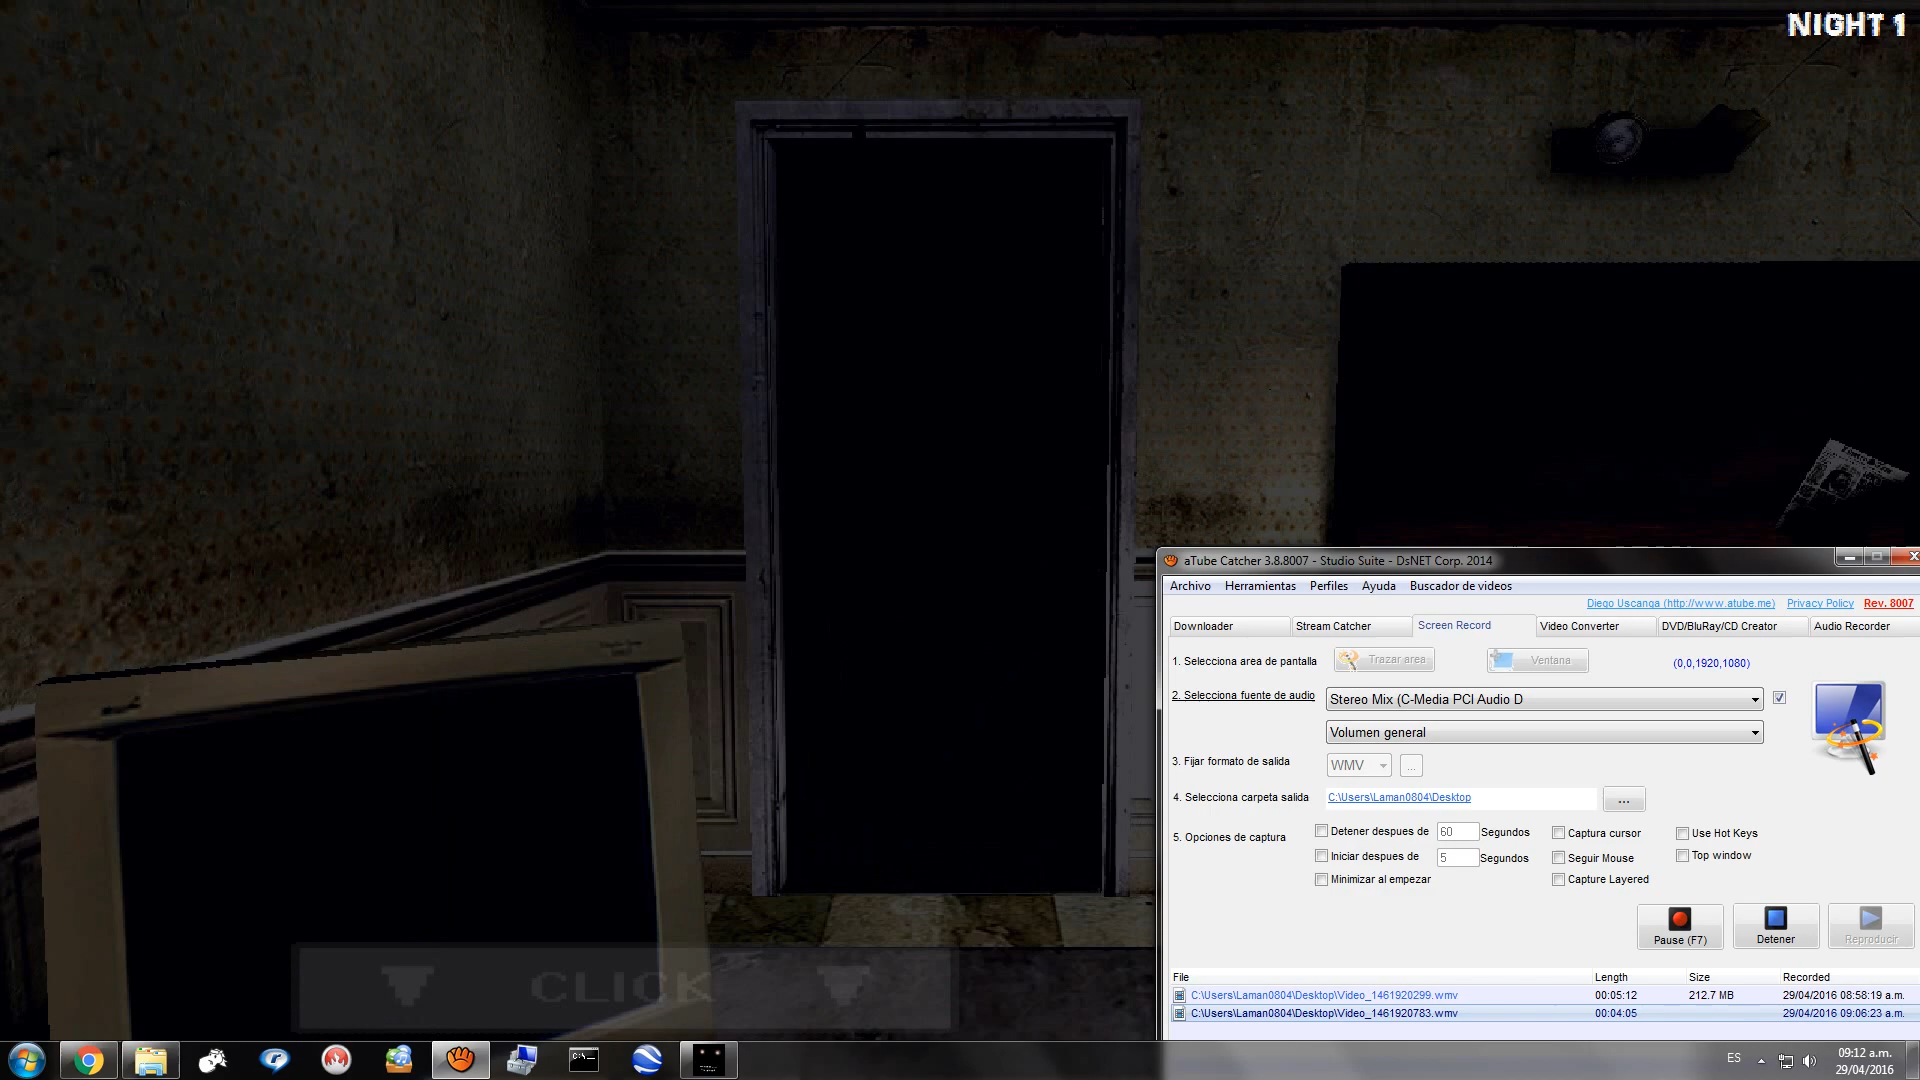 NIGHT 1
aTube Catcher 3.8.8007 - Studio Suite - DsNET Corp. 2014
Archivo Herramientas Perfiles Ayuda Buscador de videos
Diego Uscanga (http://www.atube.me) Privacy Policy Rev. 8007
Downloader Stream Catcher Screen Record Video Converter DVD/BluRay/CD Creator Audio Recorder
1. Selecciona area de pantalla Trazar area Ventana (0,0,1920,1080)
2. Selecciona fuente de audio Stereo Mix (C-Media PCI Audio D
Volumen general
3. Fijar formato de salida WMV ...
4. Selecciona carpeta salida C:\Users\Laman0804\Desktop ...
5. Opciones de captura
Detener despues de 60 Segundos Captura cursor Use Hot Keys
Iniciar despues de 5 Segundos Seguir Mouse Top window
Minimizar al empezar Capture Layered
Pause (F7) Detener Reproducir
File Length Size Recorded
C:\Users\Laman0804\Desktop\Video_1461920299.wmv 00:05:12 212.7 MB 29/04/2016 08:58:19 a.m.
C:\Users\Laman0804\Desktop\Video_1461920783.wmv 00:04:05 29/04/2016 09:06:23 a.m.
CLICK
C:\
ES 09:12 a.m.
29/04/2016